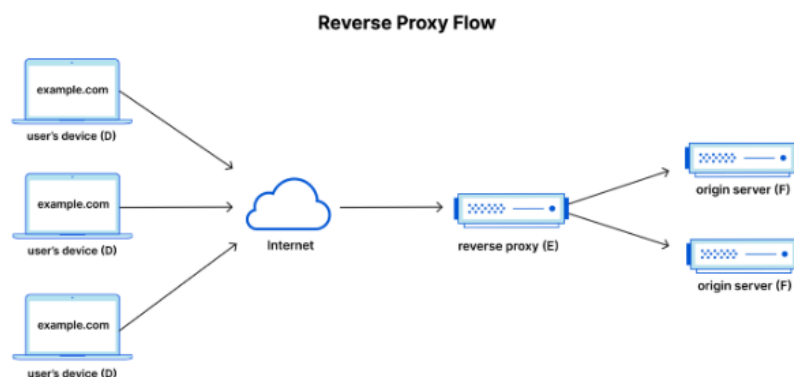 Reverse Proxy Flow
example.com
user's device (D)
example.com
user's device (D)
example.com
user's device (D)
Internet
reverse proxy (E)
origin server (F)
origin server (F)